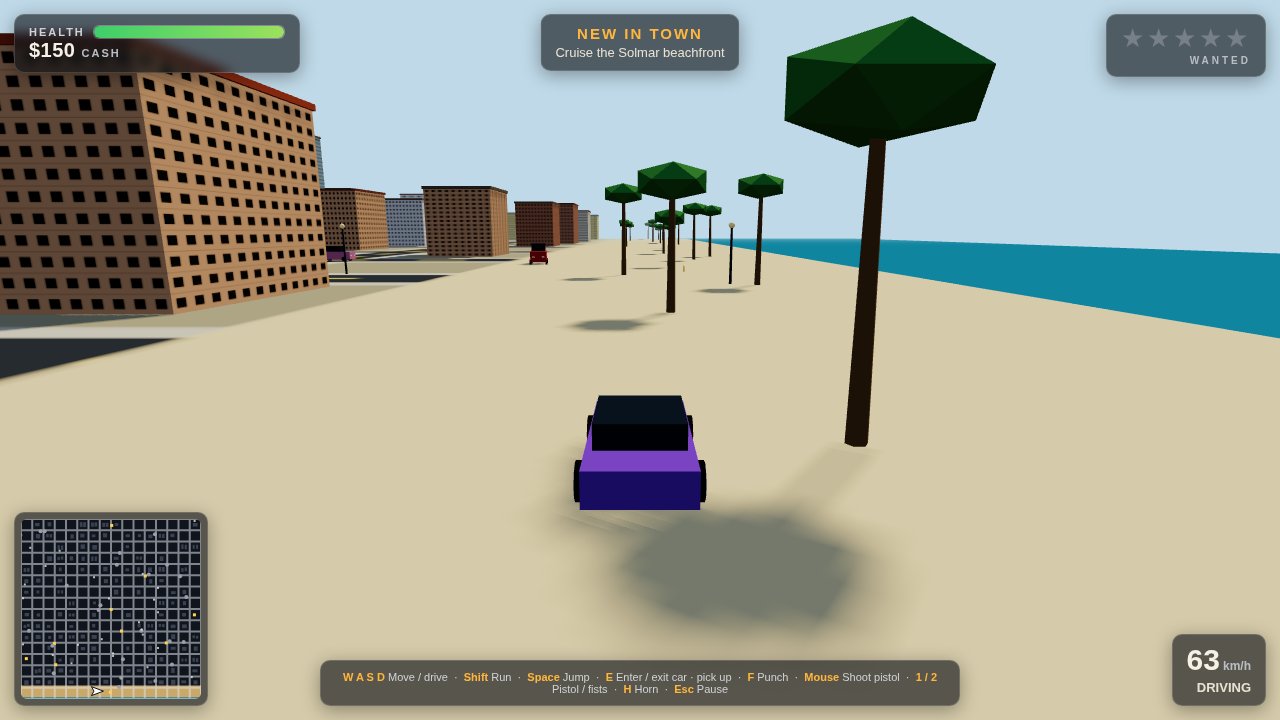 HEALTH
$150 CASH
NEW IN TOWN
Cruise the Solmar beachfront
★★★★★
WANTED
W A S D Move / drive · Shift Run · Space Jump · E Enter / exit car · pick up · F Punch · Mouse Shoot pistol · 1 / 2
Pistol / fists · H Horn · Esc Pause
63 km/h
DRIVING